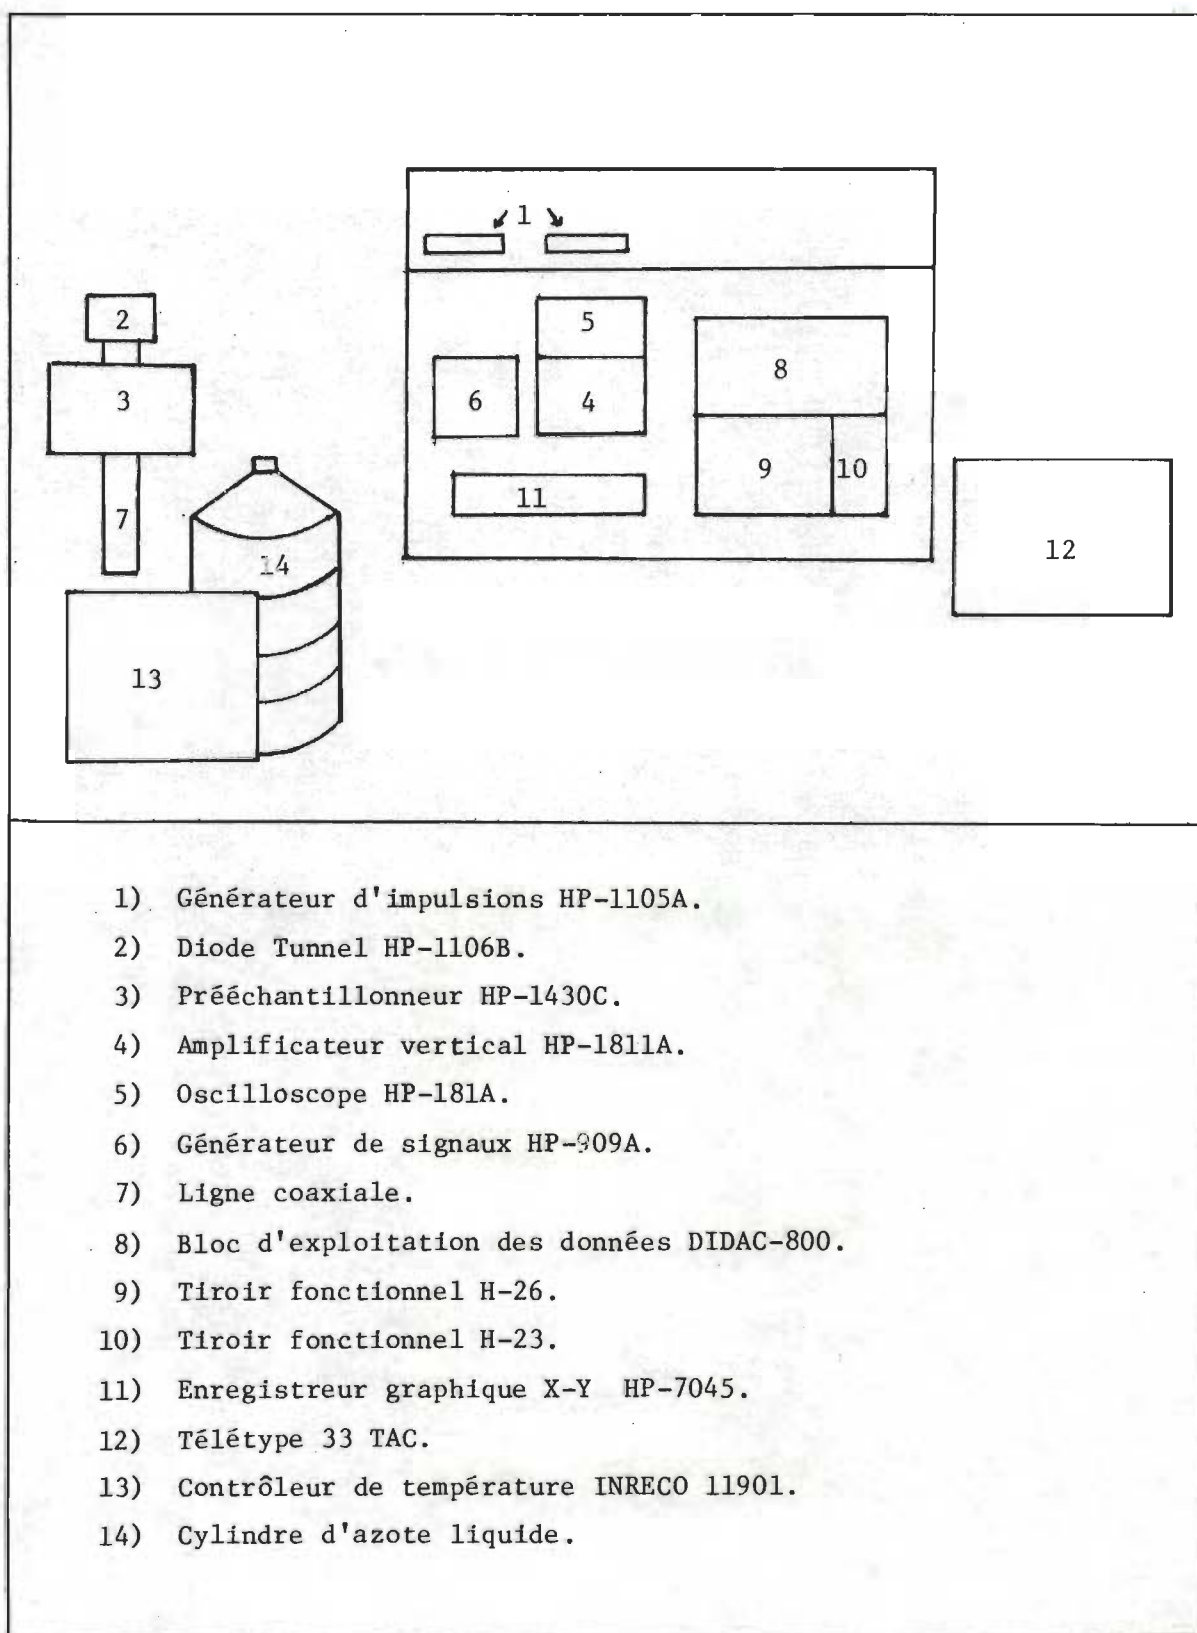 1
2
5
3
8
6
4
9
10
7
11
12
14
13
1) Générateur d'impulsions HP-1105A.
2) Diode Tunnel HP-1106B.
3) Prééchantillonneur HP-1430C.
4) Amplificateur vertical HP-1811A.
5) Oscilloscope HP-181A.
6) Générateur de signaux HP-909A.
7) Ligne coaxiale.
8) Bloc d'exploitation des données DIDAC-800.
9) Tiroir fonctionnel H-26.
10) Tiroir fonctionnel H-23.
11) Enregistreur graphique X-Y HP-7045.
12) Télétype 33 TAC.
13) Contrôleur de température INRECO 11901.
14) Cylindre d'azote liquide.